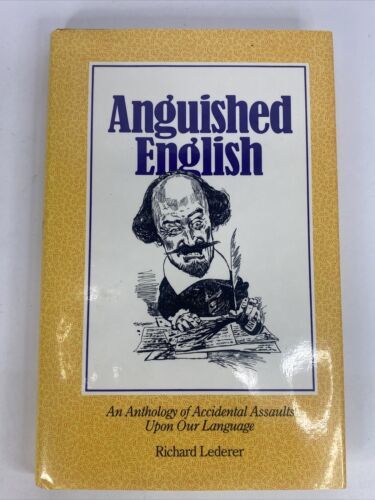 Anguished
English
An Anthology of Accidental Assaults
Upon Our Language
Richard Lederer